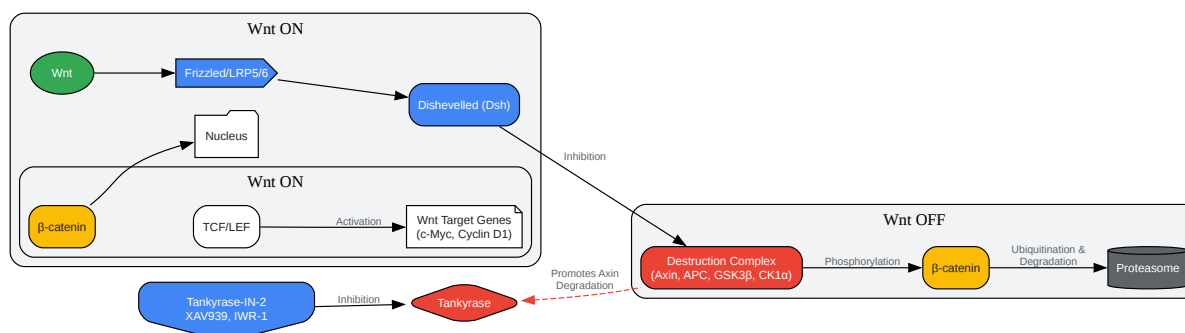 Wnt ON
Wnt
Frizzled/LRP5/6
Dishevelled (Dsh)
Nucleus
Inhibition
Wnt ON
β-catenin
TCF/LEF
Activation
Wnt Target Genes
(c-Myc, Cyclin D1)
Wnt OFF
Destruction Complex
(Axin, APC, GSK3β, CK1α)
Phosphorylation
β-catenin
Ubiquitination &
Degradation
Proteasome
Promotes Axin
Degradation
Tankyrase-IN-2
XAV939, IWR-1
Inhibition
Tankyrase